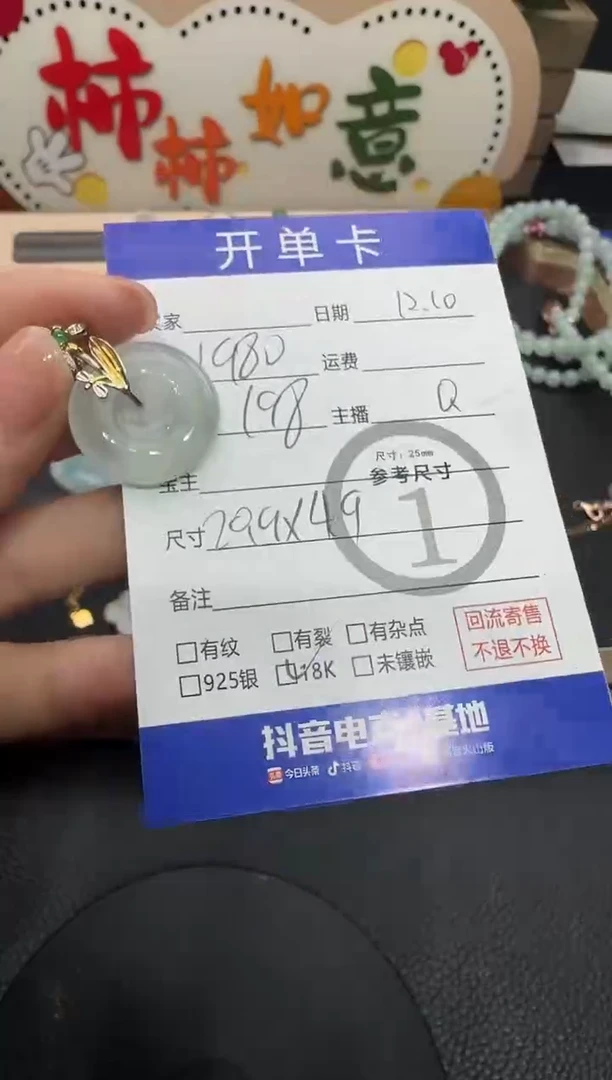 柿柿如意
开单卡
家 日期 12.10
1980 运费
198 主播 Q
宝主
尺寸：25mm
参考尺寸
1
尺寸 29.9X4.9
备注
有纹 有裂 有杂点
925银 18K 未镶嵌
回流寄售
不退不换
抖音电商 基地
今日头条 抖音 火山版